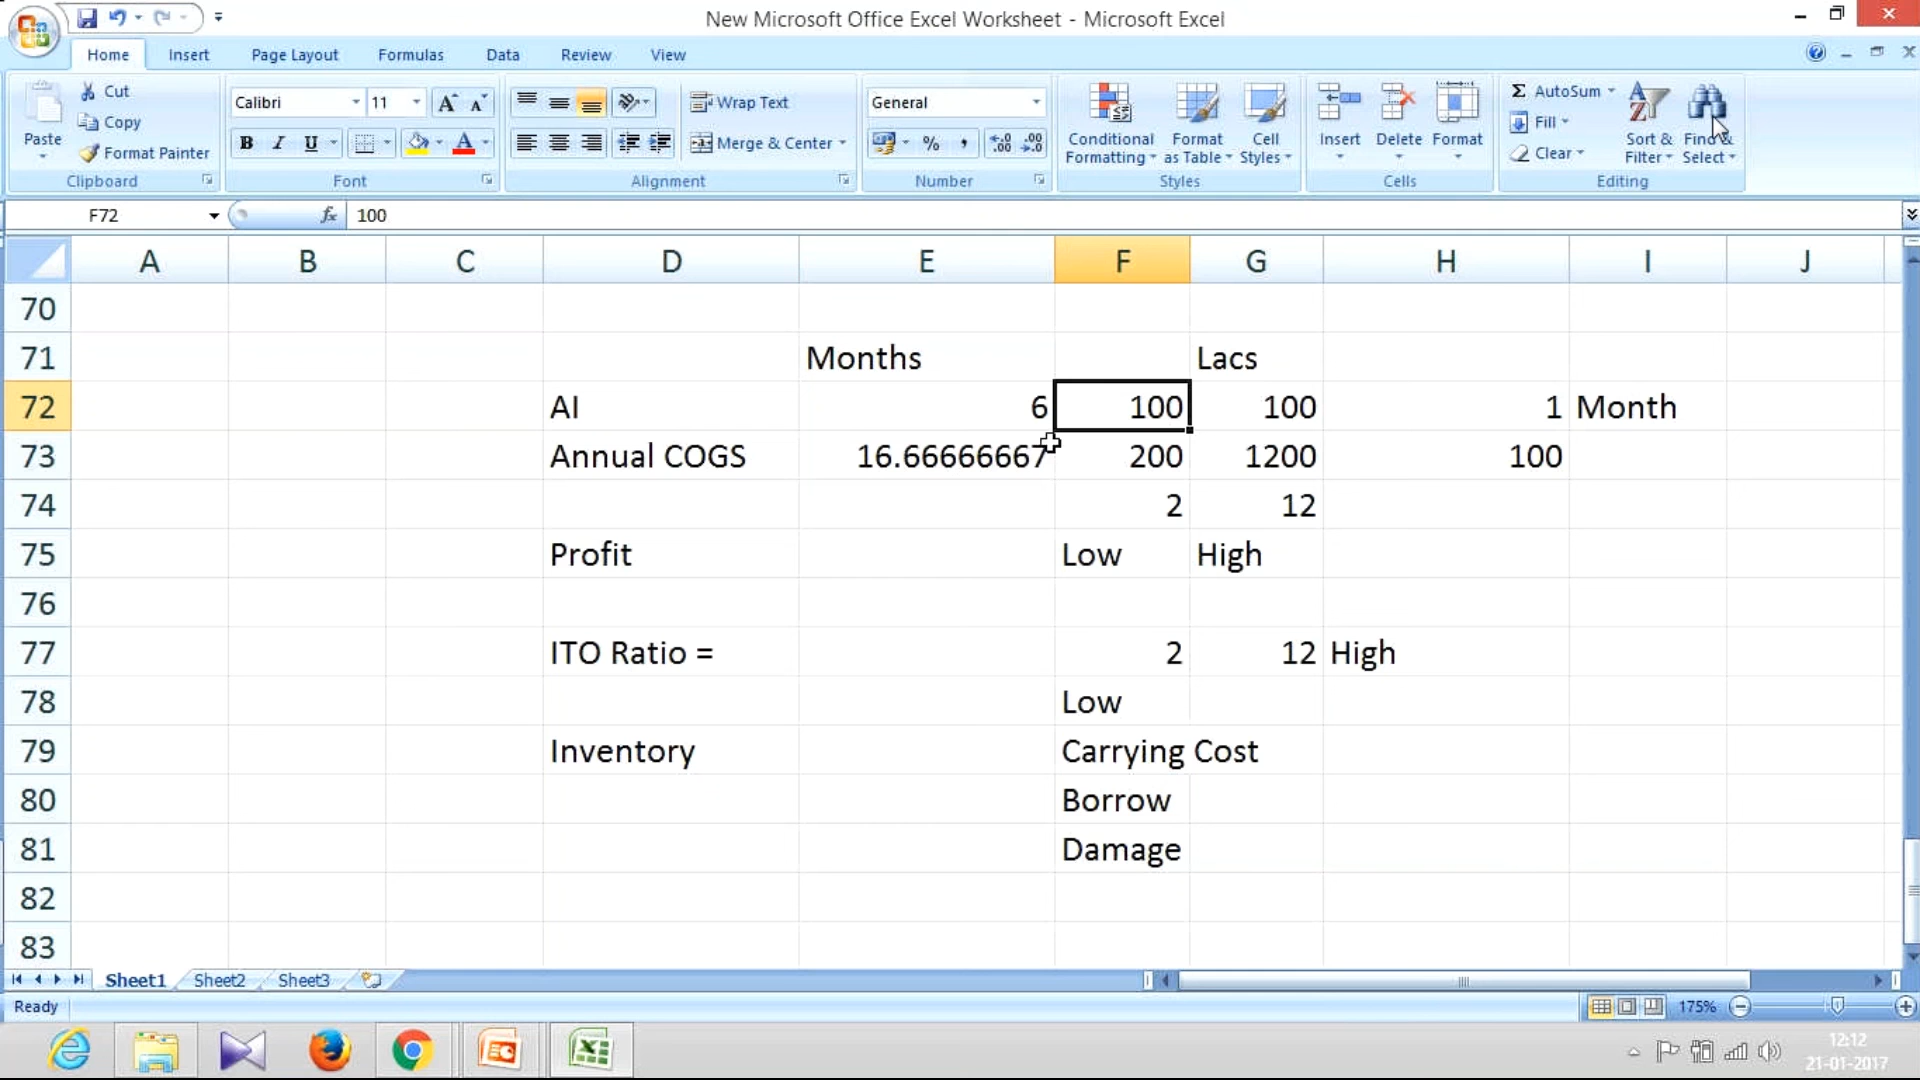 New Microsoft Office Excel Worksheet - Microsoft Excel
Home Insert Page Layout Formulas Data Review View
Paste Cut Copy Format Painter Clipboard
Calibri 11 B I U A Font
Wrap Text Merge & Center Alignment
General % , Number
Conditional Formatting Format as Table Cell Styles Styles
Insert Delete Format Cells
Σ AutoSum Fill Clear Sort & Filter Find & Select Editing
F72 fx 100
A B C D E F G H I J
70
71 Months Lacs
72 AI 6 100 100 1 Month
73 Annual COGS 16.66666667 200 1200 100
74 2 12
75 Profit Low High
76
77 ITO Ratio = 2 12 High
78 Low
79 Inventory Carrying Cost
80 Borrow
81 Damage
82
83
Sheet1 Sheet2 Sheet3
Ready 175%
12:12
21-01-2017